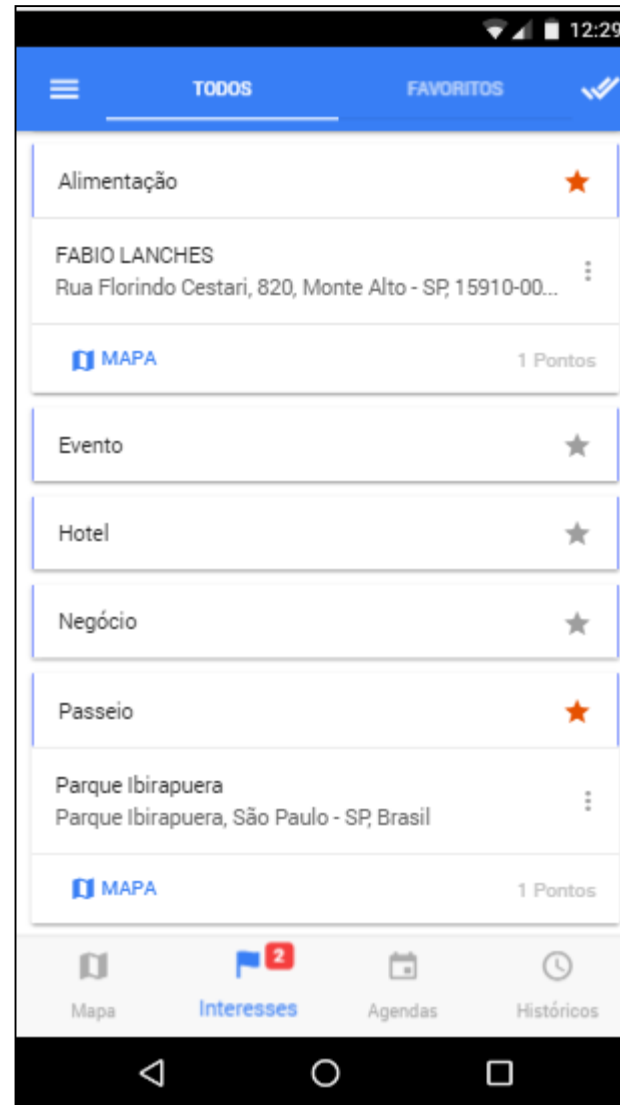 12:29
TODOS FAVORITOS
Alimentação
FABIO LANCHES
Rua Florindo Cestari, 820, Monte Alto - SP, 15910-00...
MAPA 1 Pontos
Evento
Hotel
Negócio
Passeio
Parque Ibirapuera
Parque Ibirapuera, São Paulo - SP, Brasil
MAPA 1 Pontos
2
Mapa Interesses Agendas Históricos